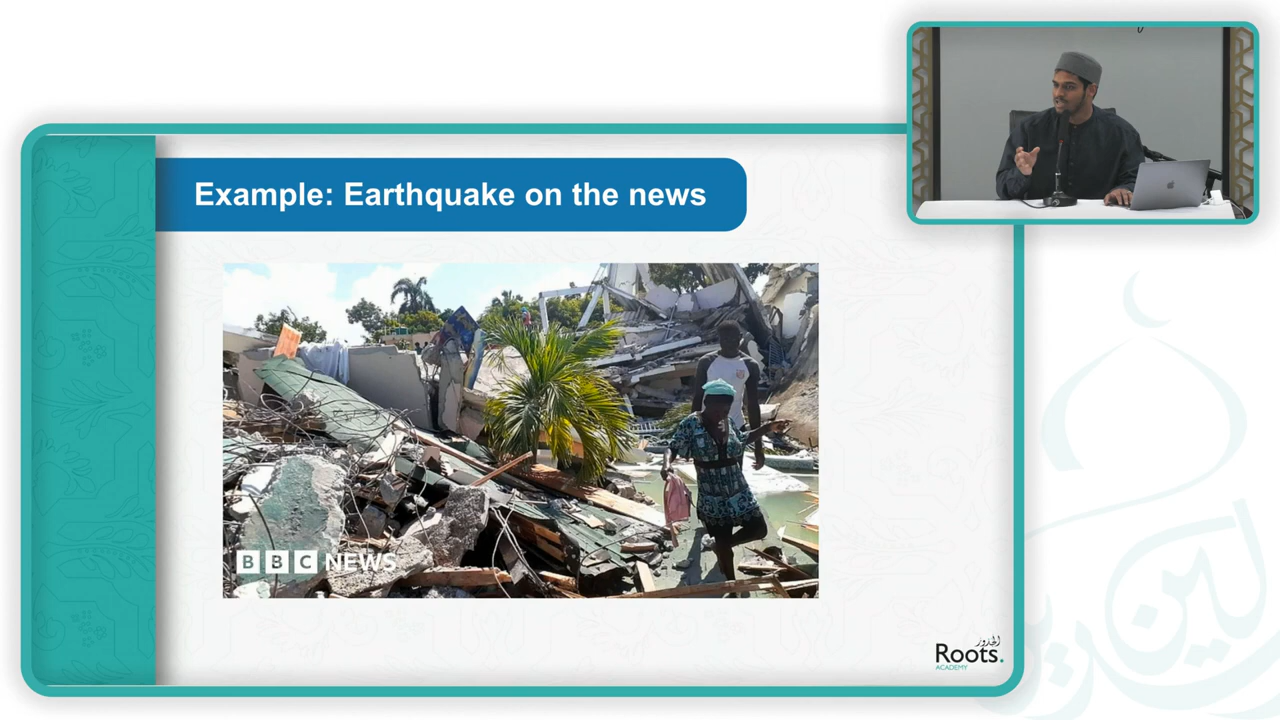 Example: Earthquake on the news
BBC NEWS
الجذور
Roots.
ACADEMY